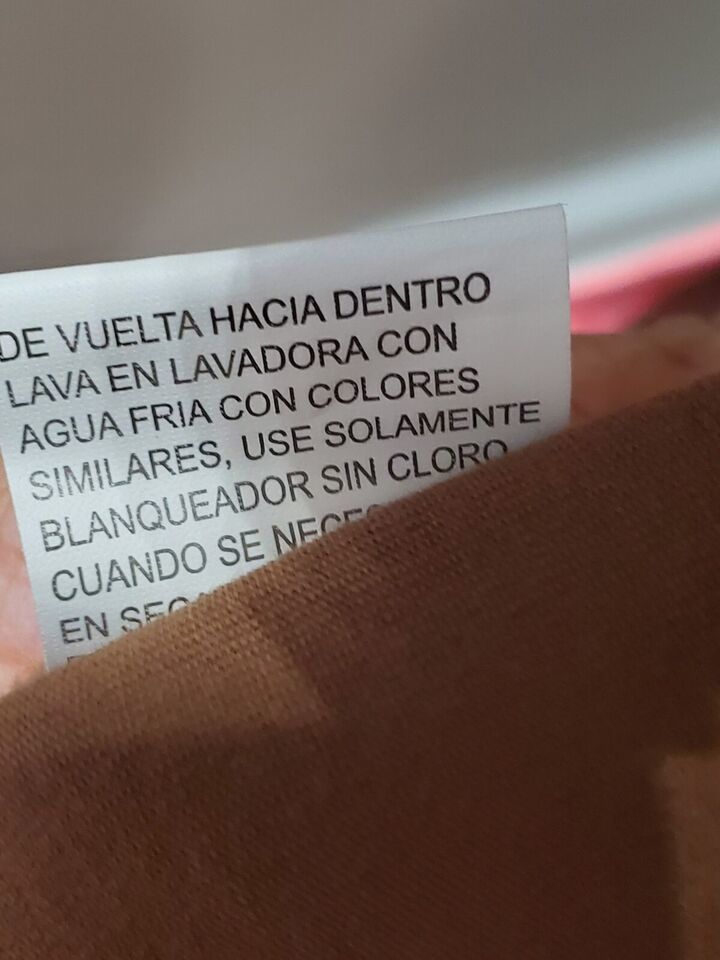 DE VUELTA HACIA DENTRO
LAVA EN LAVADORA CON
AGUA FRIA CON COLORES
SIMILARES, USE SOLAMENTE
BLANQUEADOR SIN CLORO
CUANDO SE
EN